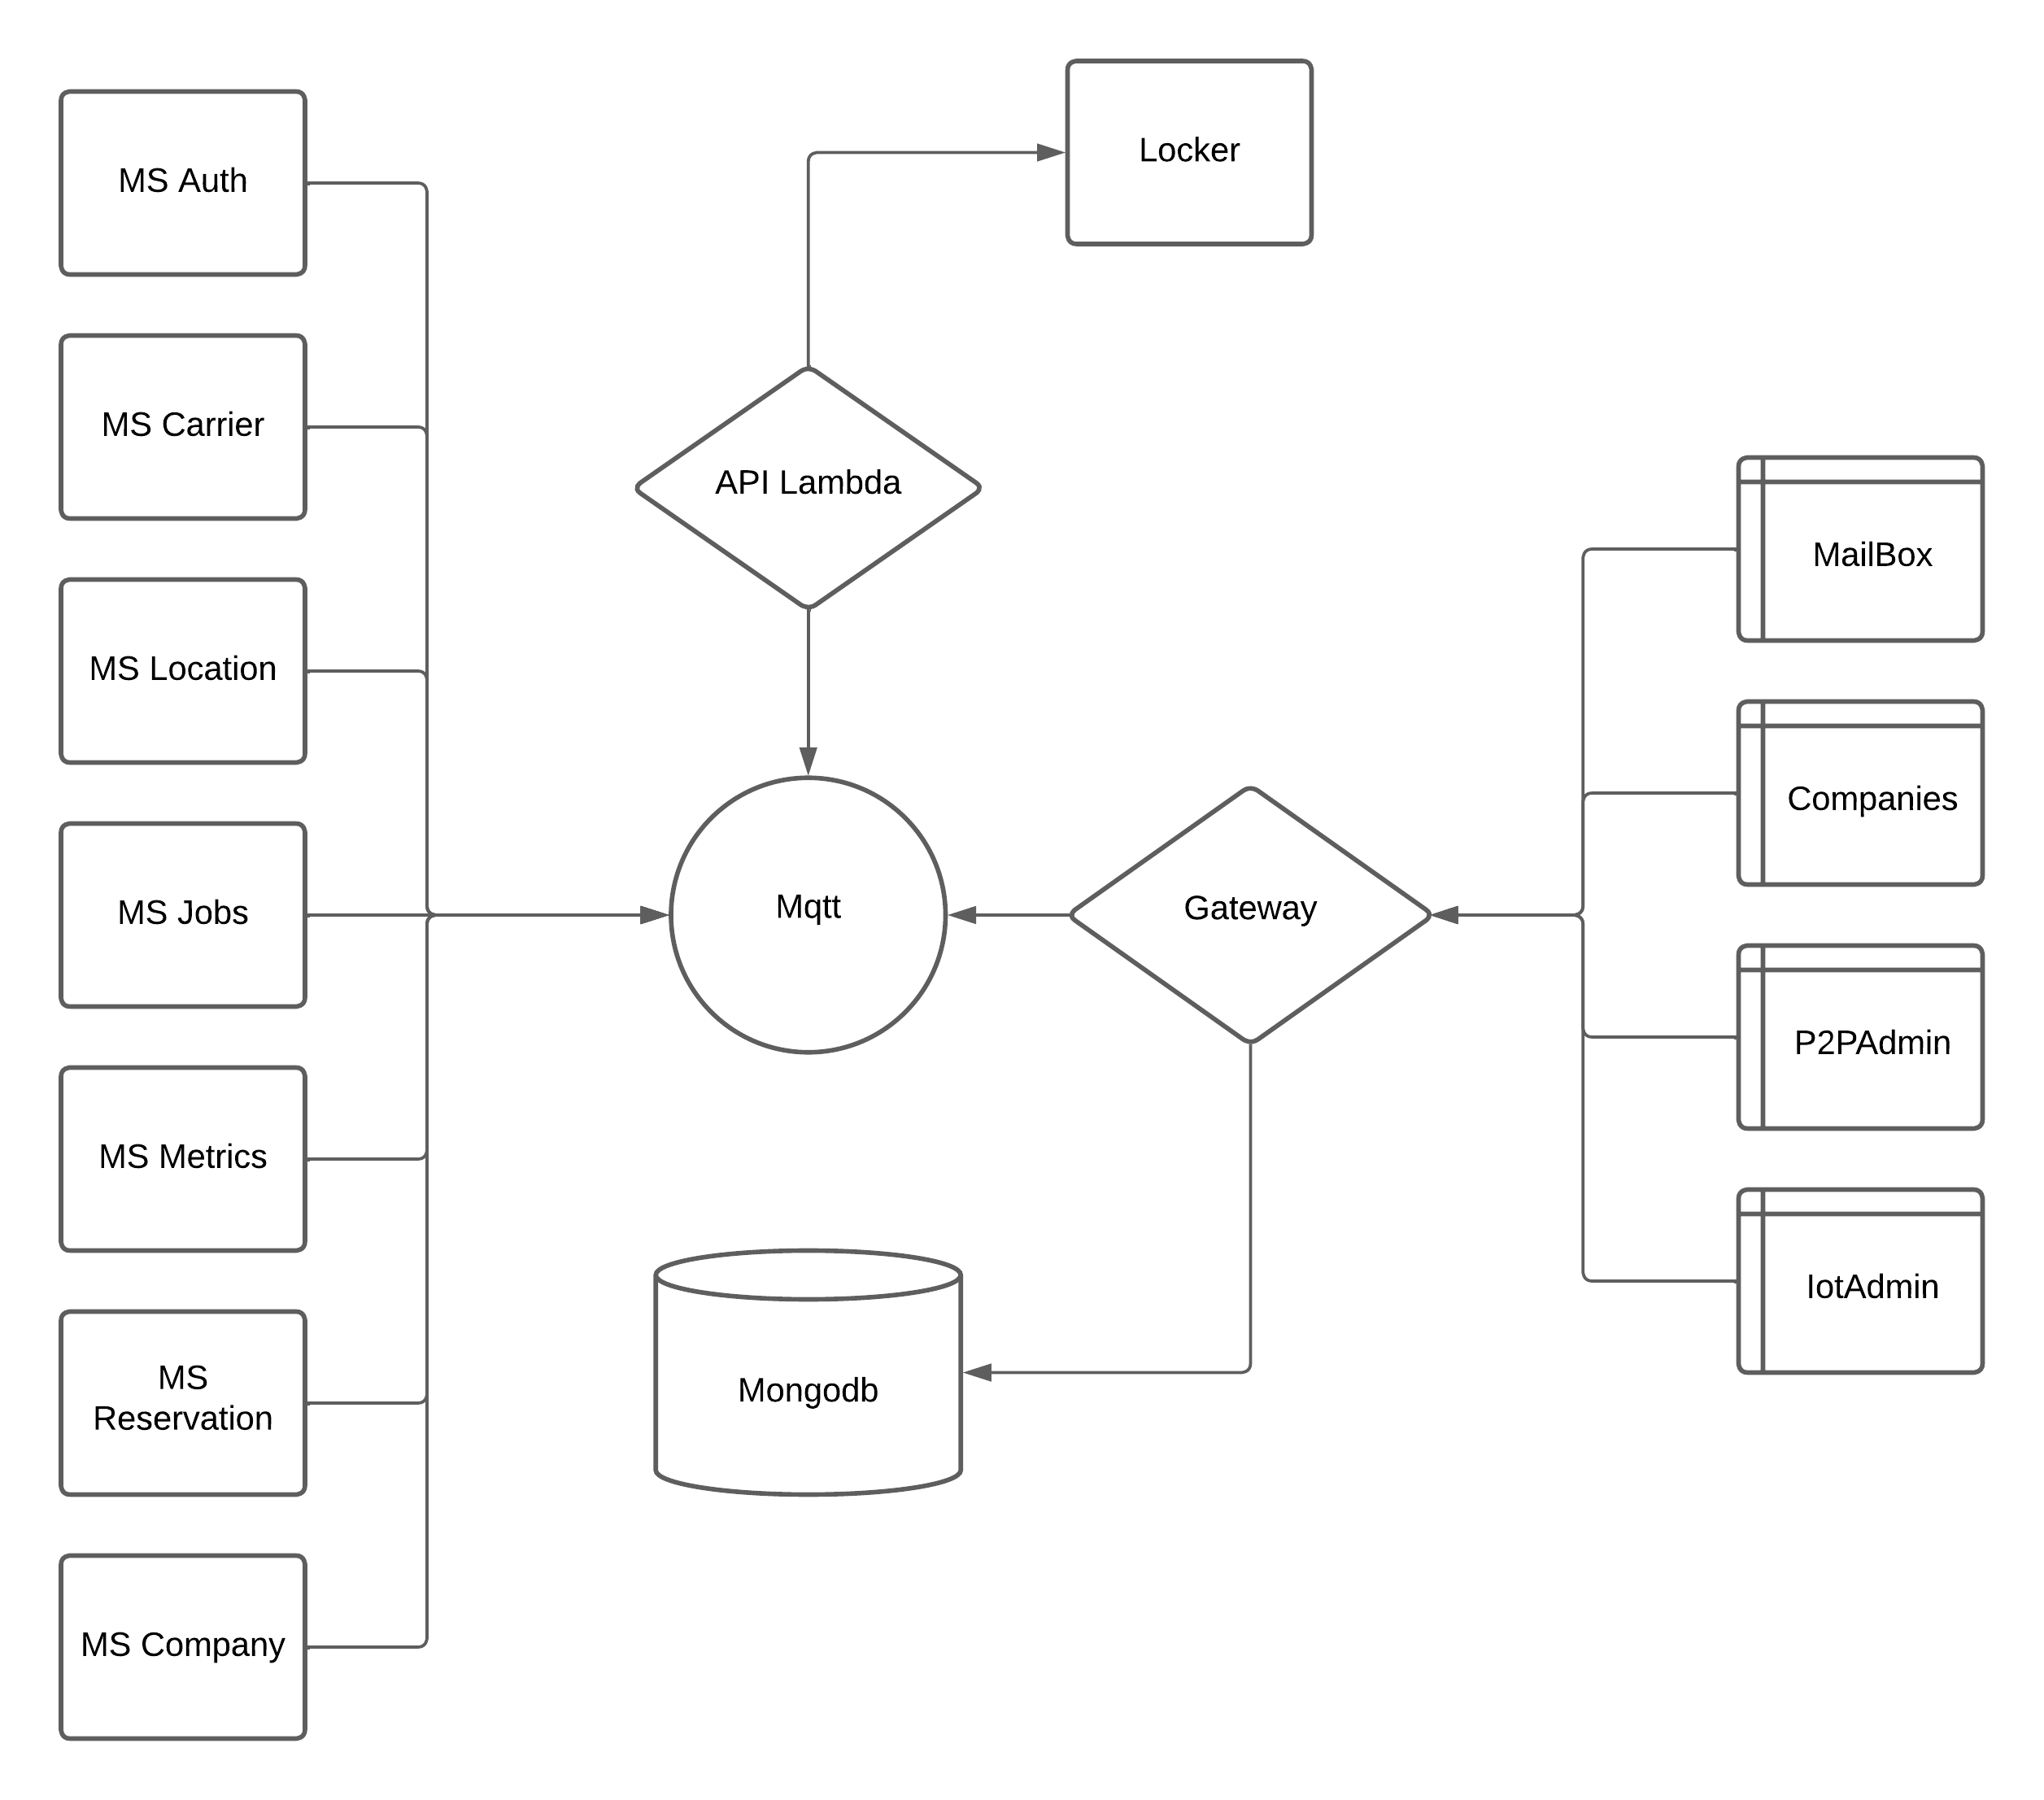 MS Auth
MS Carrier
MS Location
MS Jobs
MS Metrics
MS
Reservation
MS Company
Locker
API Lambda
Mqtt
Gateway
Mongodb
MailBox
Companies
P2PAdmin
IotAdmin